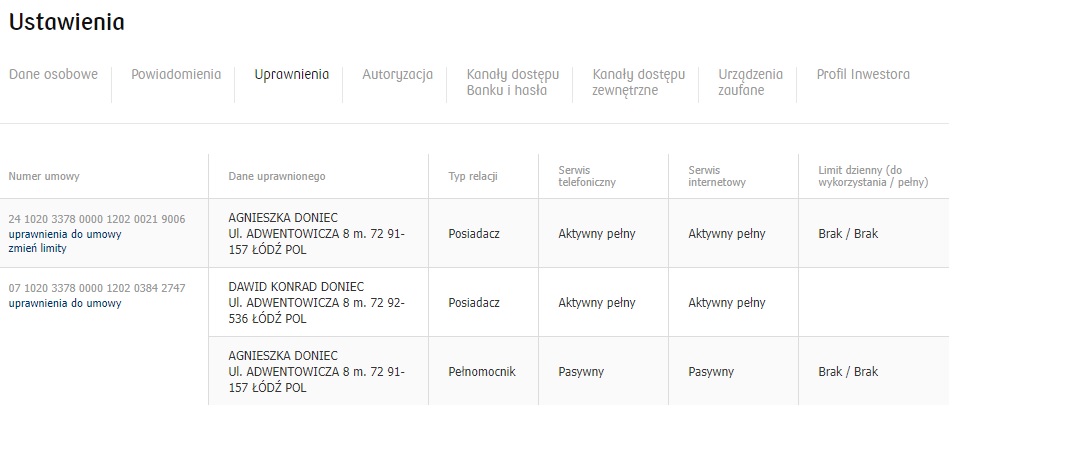 Ustawienia
Dane osobowe
Powiadomienia
Uprawnienia
Autoryzacja
Kanały dostępu
Banku i hasła
Kanały dostępu
zewnętrzne
Urządzenia
zaufane
Profil Inwestora
Numer umowy
Dane uprawnionego
Typ relacji
Serwis
telefoniczny
Serwis
internetowy
Limit dzienny (do
wykorzystania / pełny)
24 1020 3378 0000 1202 0021 9006
uprawnienia do umowy
zmień limity
AGNIESZKA DONIEC
Ul. ADWENTOWICZA 8 m. 72 91-
157 ŁÓDŹ POL
Posiadacz
Aktywny pełny
Aktywny pełny
Brak / Brak
07 1020 3378 0000 1202 0384 2747
uprawnienia do umowy
DAWID KONRAD DONIEC
Ul. ADWENTOWICZA 8 m. 72 92-
536 ŁÓDŹ POL
Posiadacz
Aktywny pełny
Aktywny pełny
AGNIESZKA DONIEC
Ul. ADWENTOWICZA 8 m. 72 91-
157 ŁÓDŹ POL
Pełnomocnik
Pasywny
Pasywny
Brak / Brak